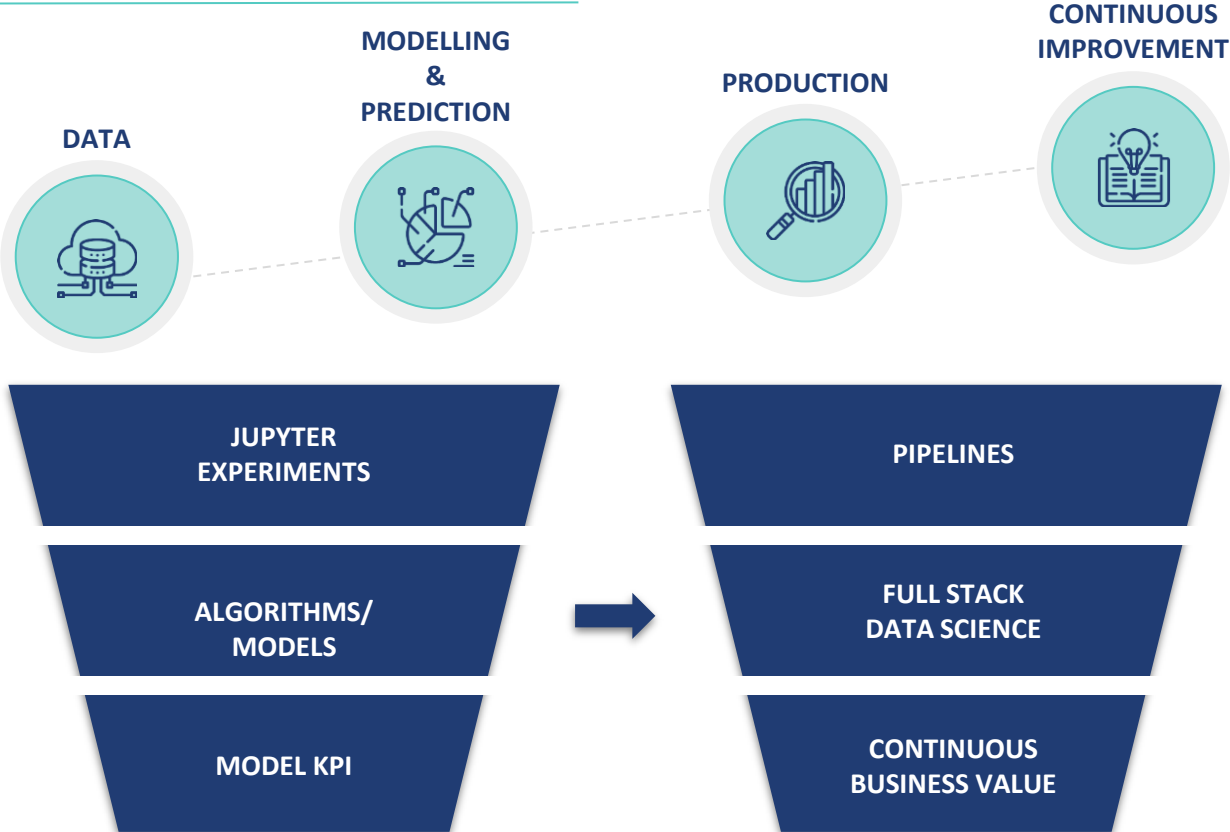 DATA
MODELLING
&
PREDICTION
PRODUCTION
CONTINUOUS
IMPROVEMENT
JUPYTER
EXPERIMENTS
ALGORITHMS/
MODELS
MODEL KPI
PIPELINES
FULL STACK
DATA SCIENCE
CONTINUOUS
BUSINESS VALUE